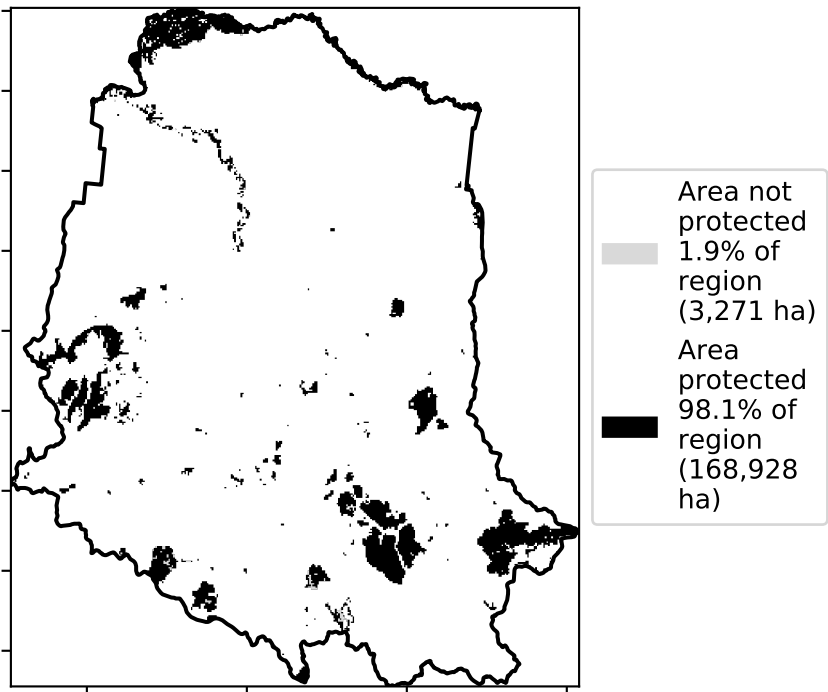 Area not
protected
1.9% of
region
(3,271 ha)
Area
protected
98.1% of
region
(168,928
ha)